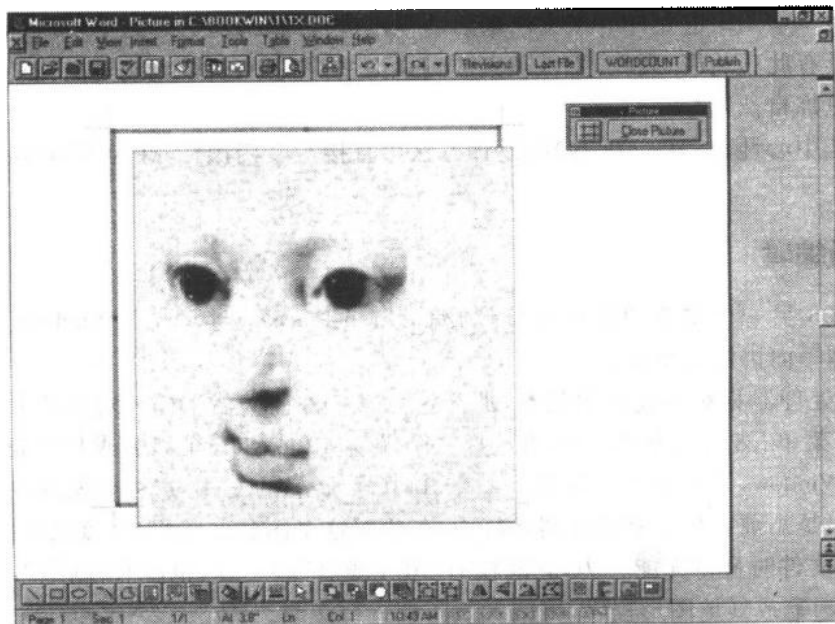 Microsoft Word - Picture in C:\BOOKWIN\1\1X.DOC
File Edit View Insert Format Tools Table Window Help
Revisions Last File WORDCOUNT Publish
Picture
Close Picture
Page 1 Sec 1 1/1 At 3.8" Ln Col 1 10:43 AM